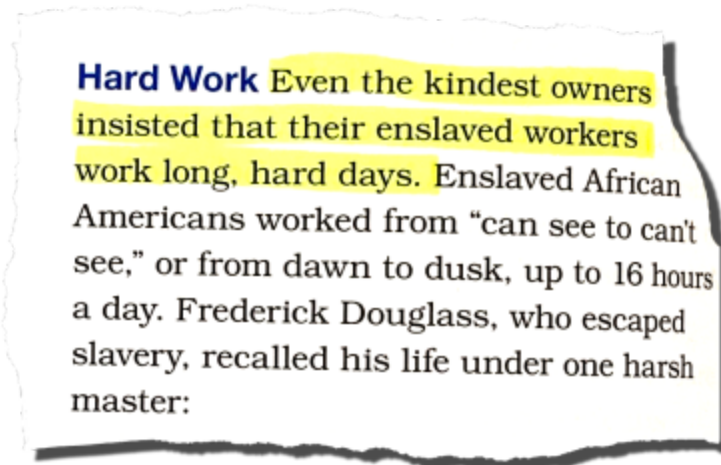 Hard Work Even the kindest owners
insisted that their enslaved workers
work long, hard days. Enslaved African
Americans worked from “can see to can't
see,” or from dawn to dusk, up to 16 hours
a day. Frederick Douglass, who escaped
slavery, recalled his life under one harsh
master: